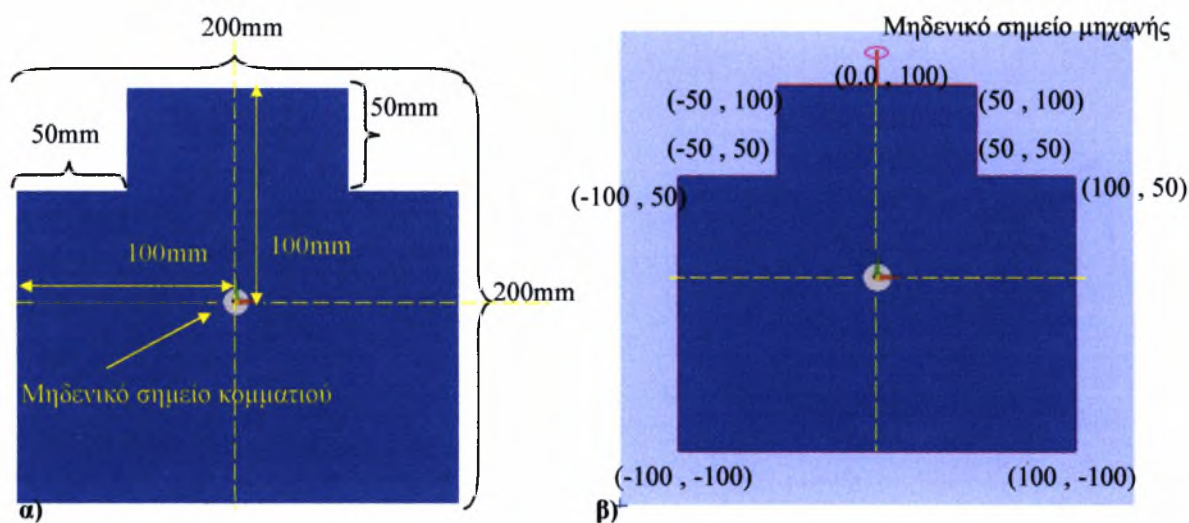 200mm
50mm
50mm
100mm
100mm
200mm
Μηδενικό σημείο κομματιού
α)
Μηδενικό σημείο μηχανής
(0.0 , 100)
(-50 , 100)
(50 , 100)
(-50 , 50)
(50 , 50)
(-100 , 50)
(100 , 50)
(-100 , -100)
(100 , -100)
β)